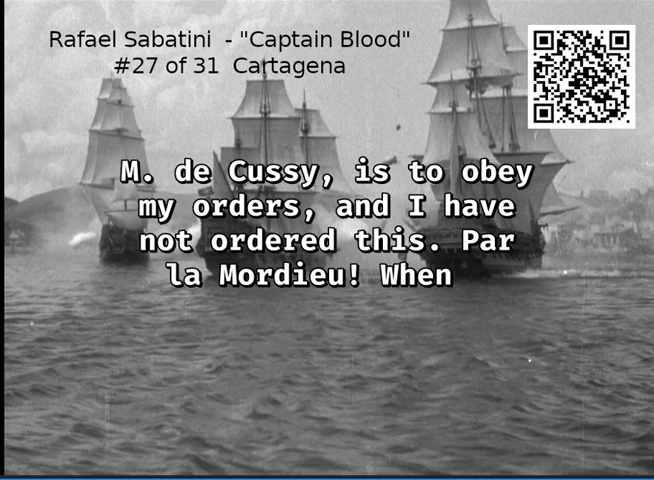 Rafael Sabatini - "Captain Blood"
#27 of 31 Cartagena
M. de Cussy, is to obey
my orders, and I have
not ordered this. Par
la Mordieu! When